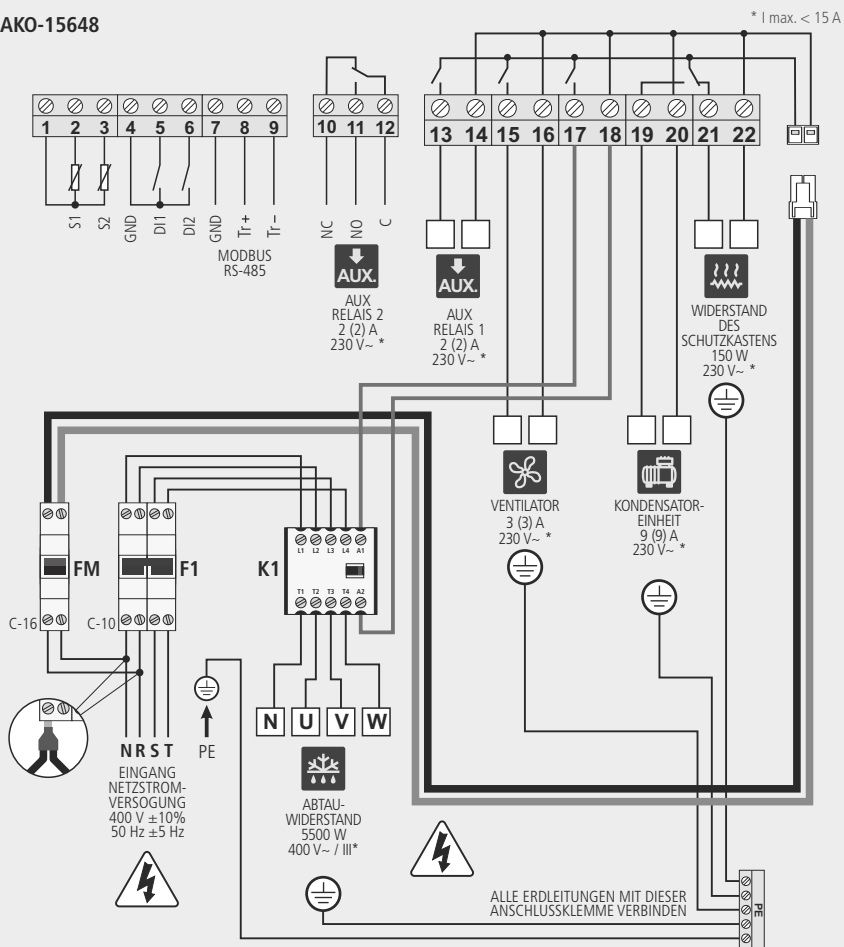 AKO-15648
* I max. < 15 A
1 2 3 4 5 6 7 8 9
10 11 12
13 14 15 16 17 18 19 20 21 22
S1
S2
GND
DI1
DI2
GND
Tr +
Tr –
MODBUS
RS-485
NC
NO
C
AUX.
AUX
RELAIS 2
2 (2) A
230 V~ *
AUX.
AUX
RELAIS 1
2 (2) A
230 V~ *
WIDERSTAND
DES
SCHUTZKASTENS
150 W
230 V~ *
VENTILATOR
3 (3) A
230 V~ *
KONDENSATOR-
EINHEIT
9 (9) A
230 V~ *
FM
C-16
F1
C-10
K1
L1 L2 L3 L4 A1
T1 T2 T3 T4 A2
N U V W
N R S T
PE
EINGANG
NETZSTROM-
VERSOGUNG
400 V ±10%
50 Hz ±5 Hz
ABTAU-
WIDERSTAND
5500 W
400 V~ / III*
ALLE ERDLEITUNGEN MIT DIESER
ANSCHLUSSKLEMME VERBINDEN
PE